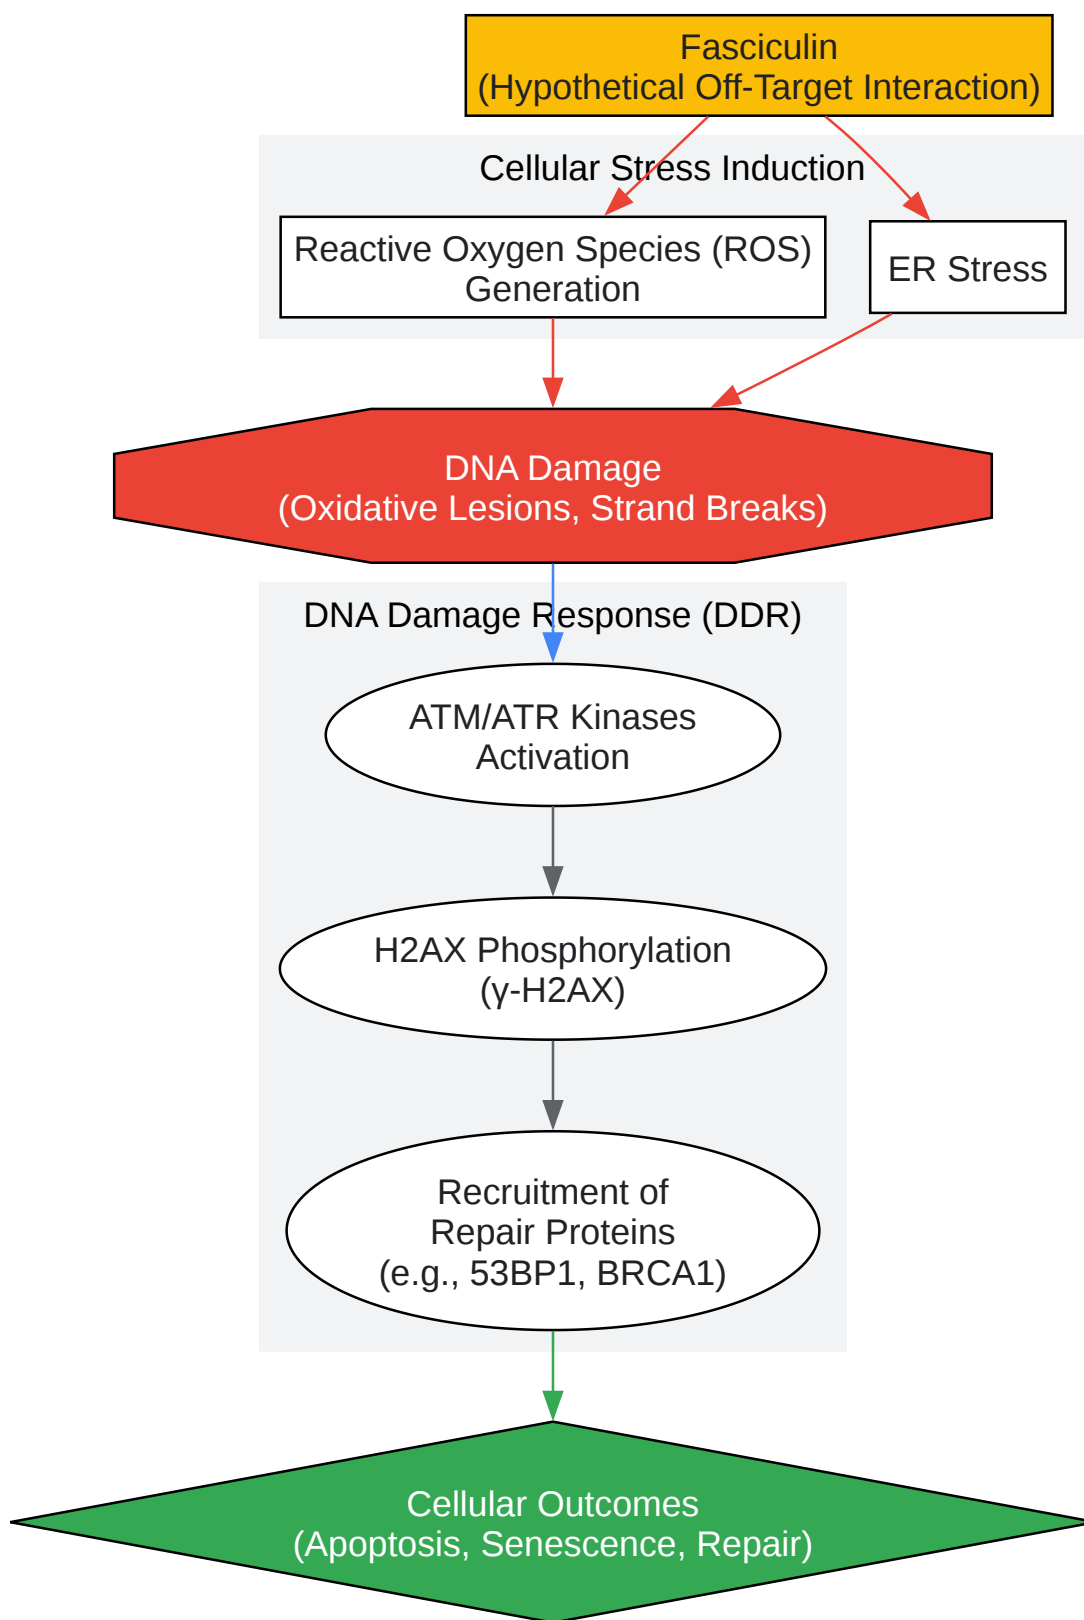 Fasciculin
(Hypothetical Off-Target Interaction)
Cellular Stress Induction
Reactive Oxygen Species (ROS)
Generation
ER Stress
DNA Damage
(Oxidative Lesions, Strand Breaks)
DNA Damage Response (DDR)
ATM/ATR Kinases
Activation
H2AX Phosphorylation
(γ-H2AX)
Recruitment of
Repair Proteins
(e.g., 53BP1, BRCA1)
Cellular Outcomes
(Apoptosis, Senescence, Repair)